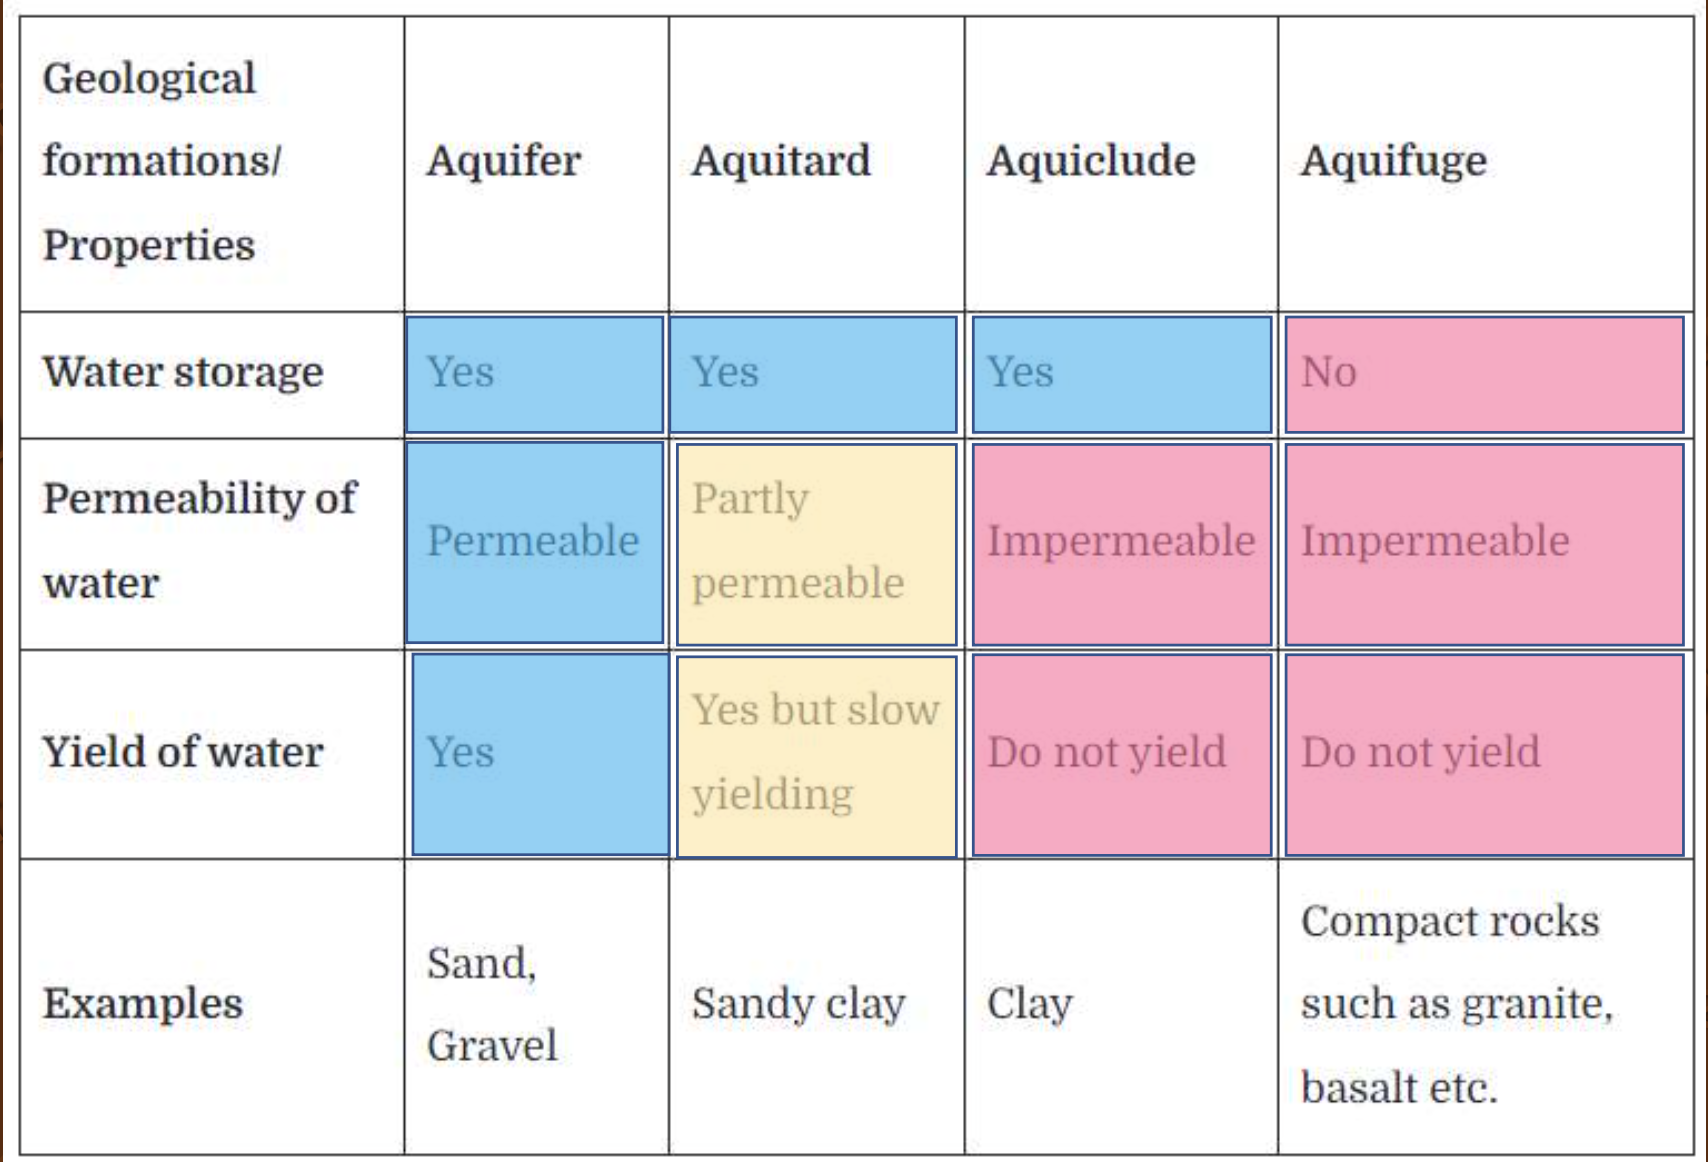 Geological
formations/
Properties
Aquifer
Aquitard
Aquiclude
Aquifuge
Water storage
Yes
Yes
Yes
No
Permeability of
water
Permeable
Partly
permeable
Impermeable
Impermeable
Yield of water
Yes
Yes but slow
yielding
Do not yield
Do not yield
Examples
Sand,
Gravel
Sandy clay
Clay
Compact rocks
such as granite,
basalt etc.